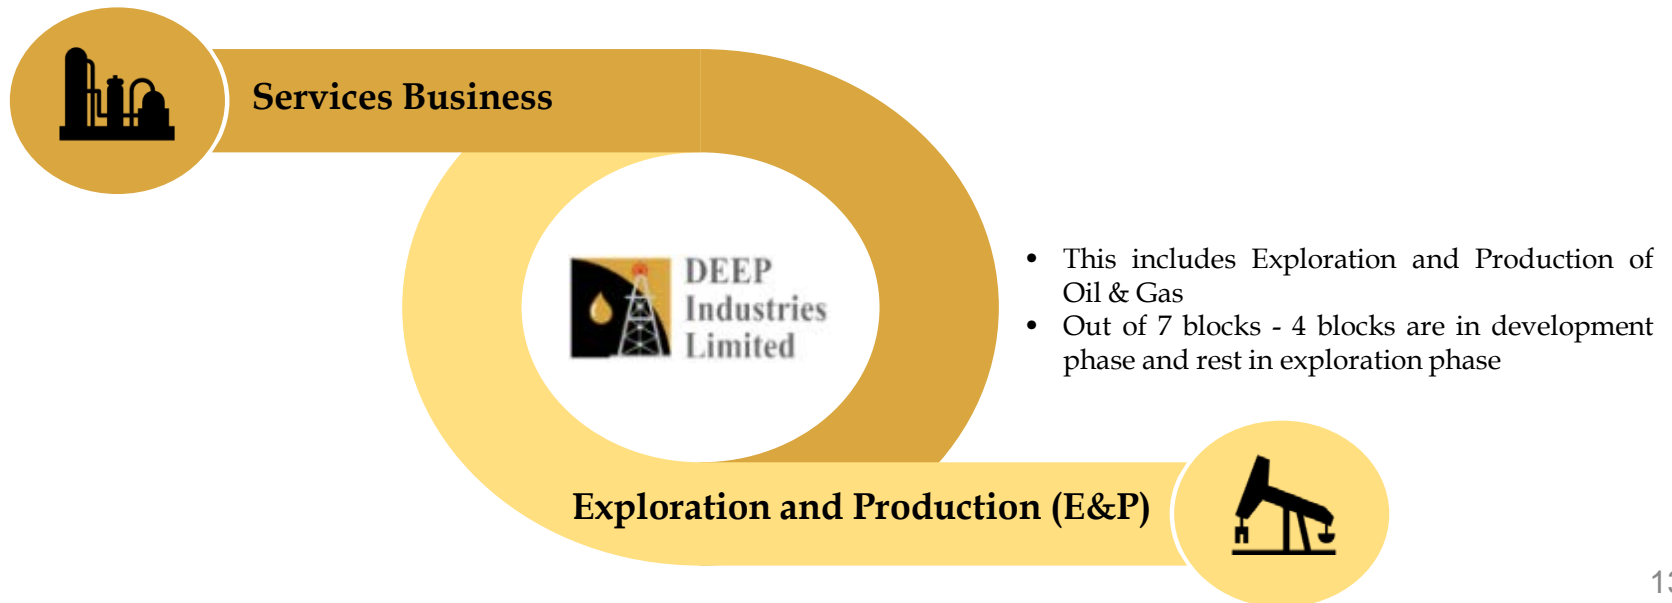 Services Business
DEEP
Industries
Limited
• This includes Exploration and Production of
Oil & Gas
• Out of 7 blocks - 4 blocks are in development
phase and rest in exploration phase
Exploration and Production (E&P)
13